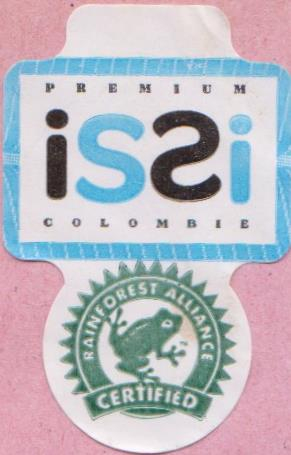 PREMIUM
isSi
COLOMBIE
RAINFOREST ALLIANCE
CERTIFIED